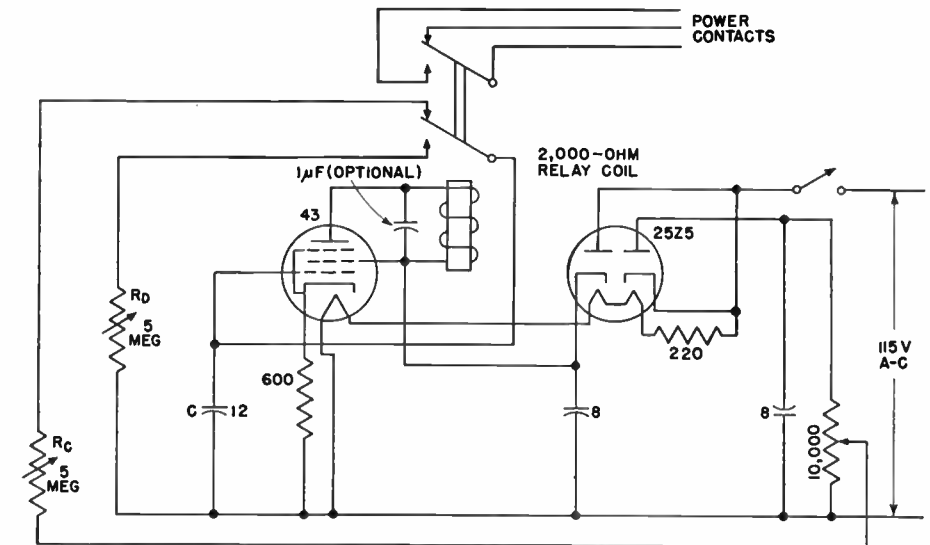 POWER
CONTACTS
2,000-OHM
RELAY COIL
1μF (OPTIONAL)
43
25Z5
RD
5
MEG
220
115V
A-C
600
C 12
8
8
10,000
RC
5
MEG